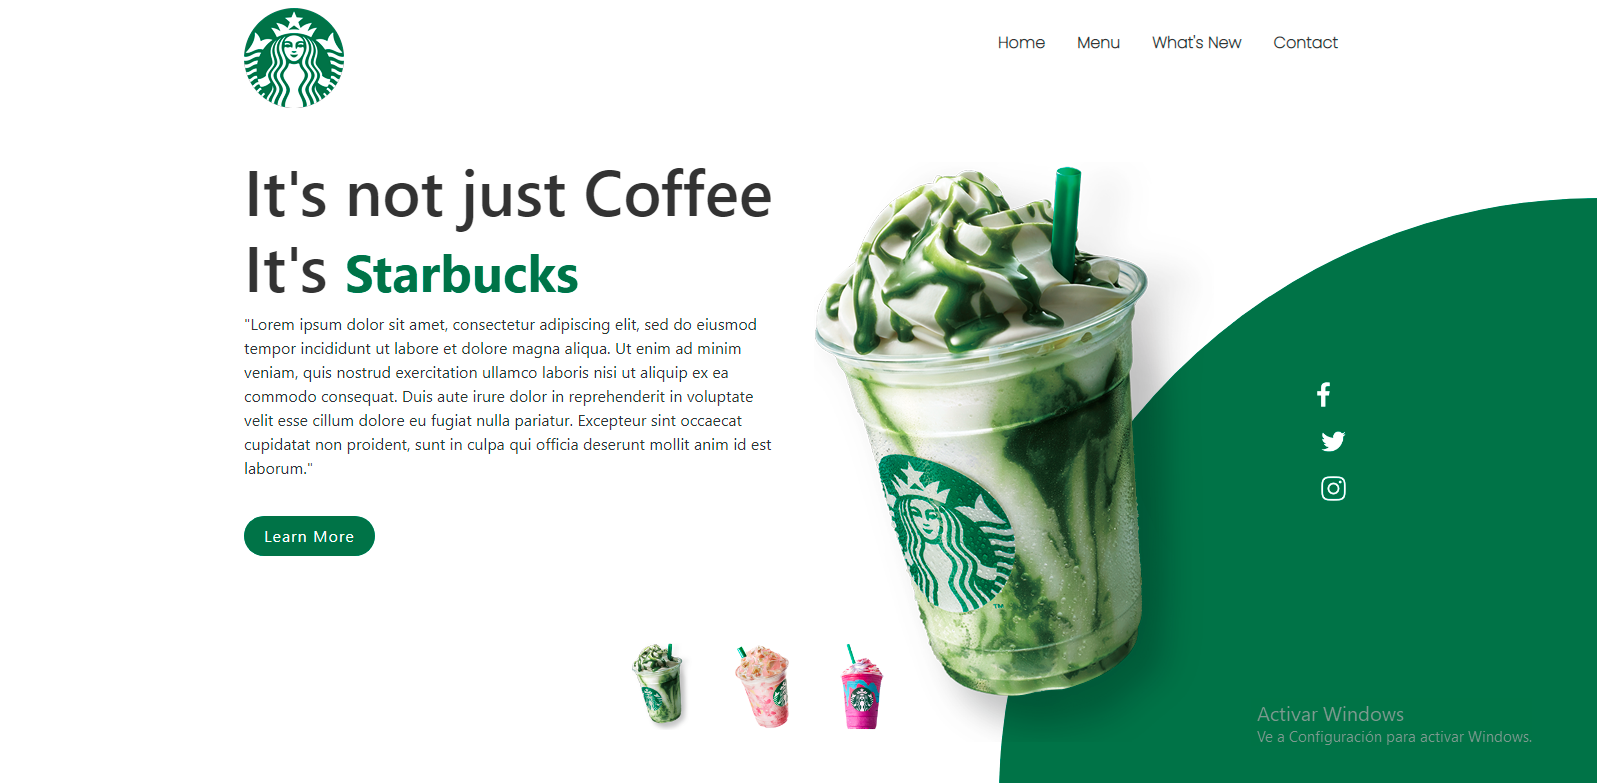 Home Menu What's New Contact
It's not just Coffee
It's Starbucks
"Lorem ipsum dolor sit amet, consectetur adipiscing elit, sed do eiusmod
tempor incididunt ut labore et dolore magna aliqua. Ut enim ad minim
veniam, quis nostrud exercitation ullamco laboris nisi ut aliquip ex ea
commodo consequat. Duis aute irure dolor in reprehenderit in voluptate
velit esse cillum dolore eu fugiat nulla pariatur. Excepteur sint occaecat
cupidatat non proident, sunt in culpa qui officia deserunt mollit anim id est
laborum."
Learn More
TM
Activar Windows
Ve a Configuración para activar Windows.